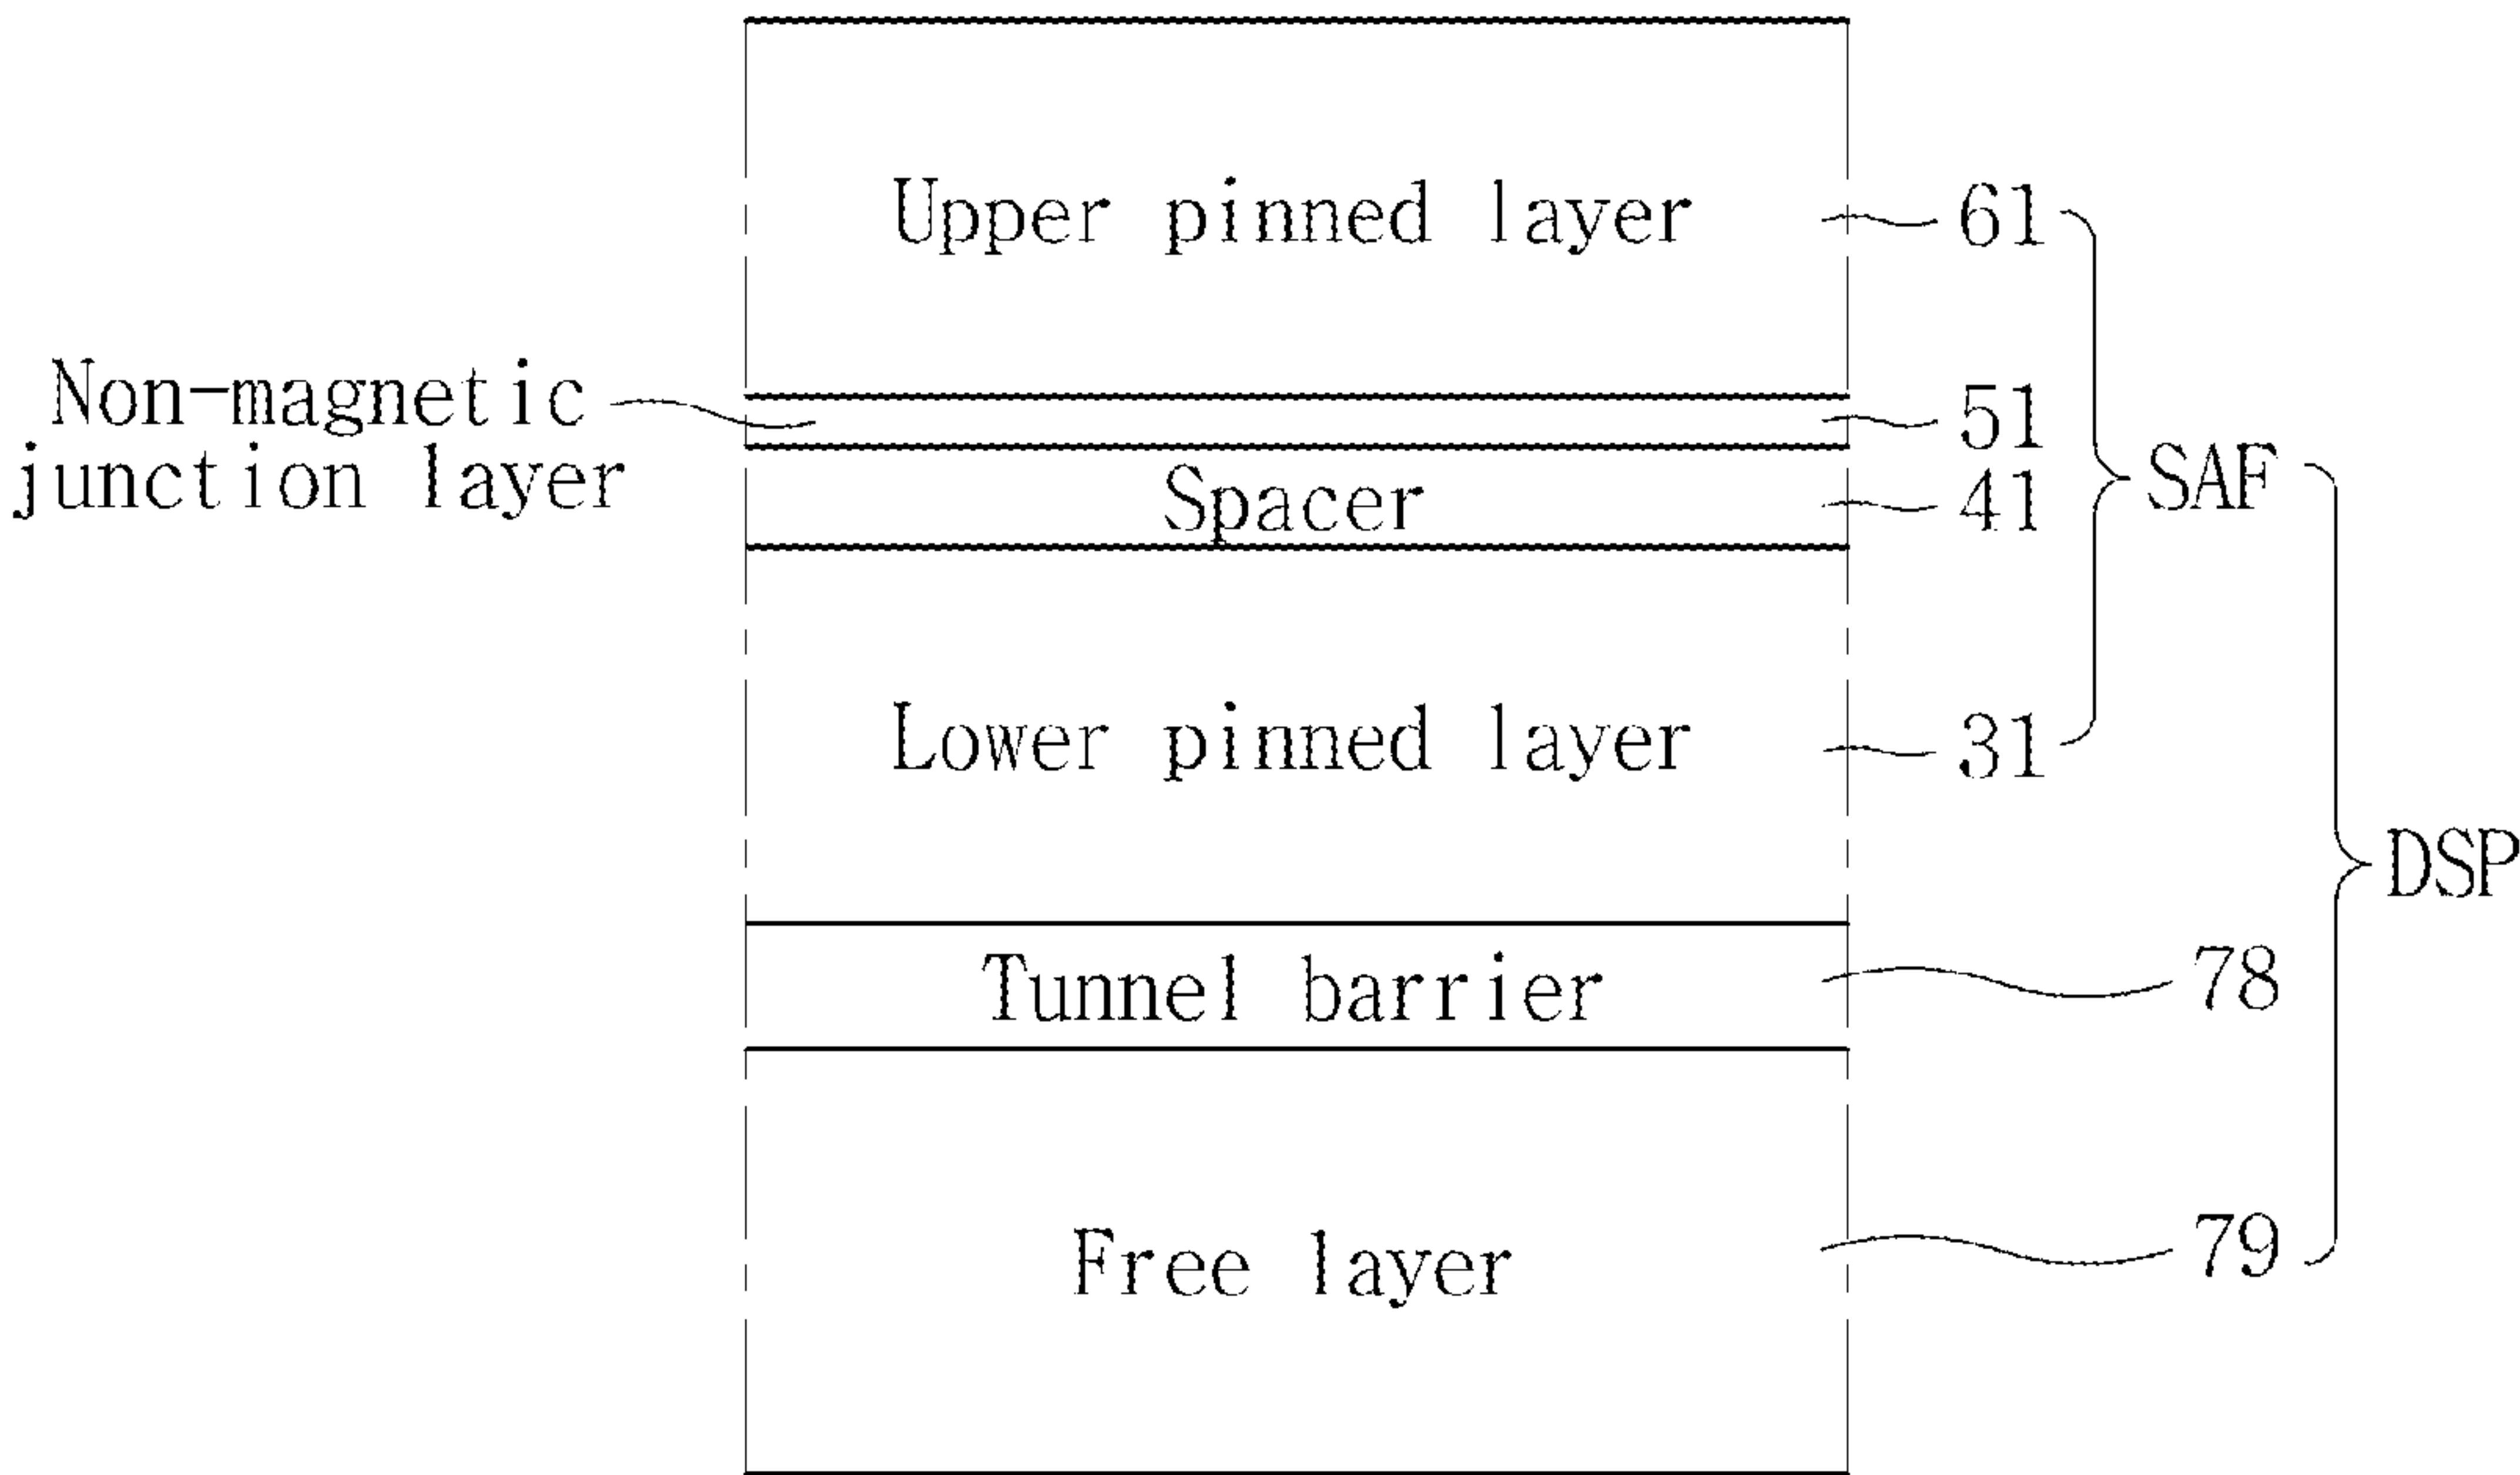 Upper pinned layer 61
Non-magnetic 51
junction layer
Spacer 41 SAF
Lower pinned layer 31
DSP
Tunnel barrier 78
Free layer 79